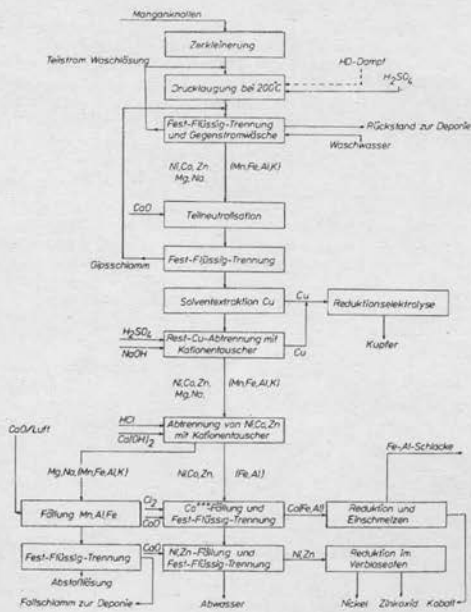 Manganknollen
Zerkleinerung
Teilstrom Waschlösung
HD-Dampf
H2SO4
Drucklaugung bei 200°C
Fest-Flüssig-Trennung
und Gegenstromwäsche
Rückstand zur Deponie
Waschwasser
Ni,Co,Zn, (Mn,Fe,Al,K)
Mg,Na,
CaO
Teilneutralisation
Gipsschlamm
Fest-Flüssig-Trennung
Solventextraktion Cu
Cu
Reduktionselektrolyse
H2SO4
NaOH
Rest-Cu-Abtrennung mit
Kationentauscher
Cu
Kupfer
Ni,Co,Zn, (Mn,Fe,Al,K)
Mg,Na,
HCl
Ca(OH)2
Abtrennung von Ni,Co,Zn
mit Kationentauscher
CaO/Luft
Fe-Al-Schlacke
Mg,Na,(Mn,Fe,Al,K)
Ni,Co,Zn, (Fe,Al,)
Fällung Mn,Al,Fe
Cl2
CaO
Co+++-Fällung und
Fest-Flüssig-Trennung
Co(Fe,Al)
Reduktion und
Einschmelzen
Fest-Flüssig-Trennung
CaO
Ni,Zn-Fällung und
Fest-Flüssig-Trennung
Ni,Zn
Reduktion im
Verblaseofen
Abstoßlösung
Fällschlamm zur Deponie
Abwasser
Nickel
Zinkoxid
Kobalt